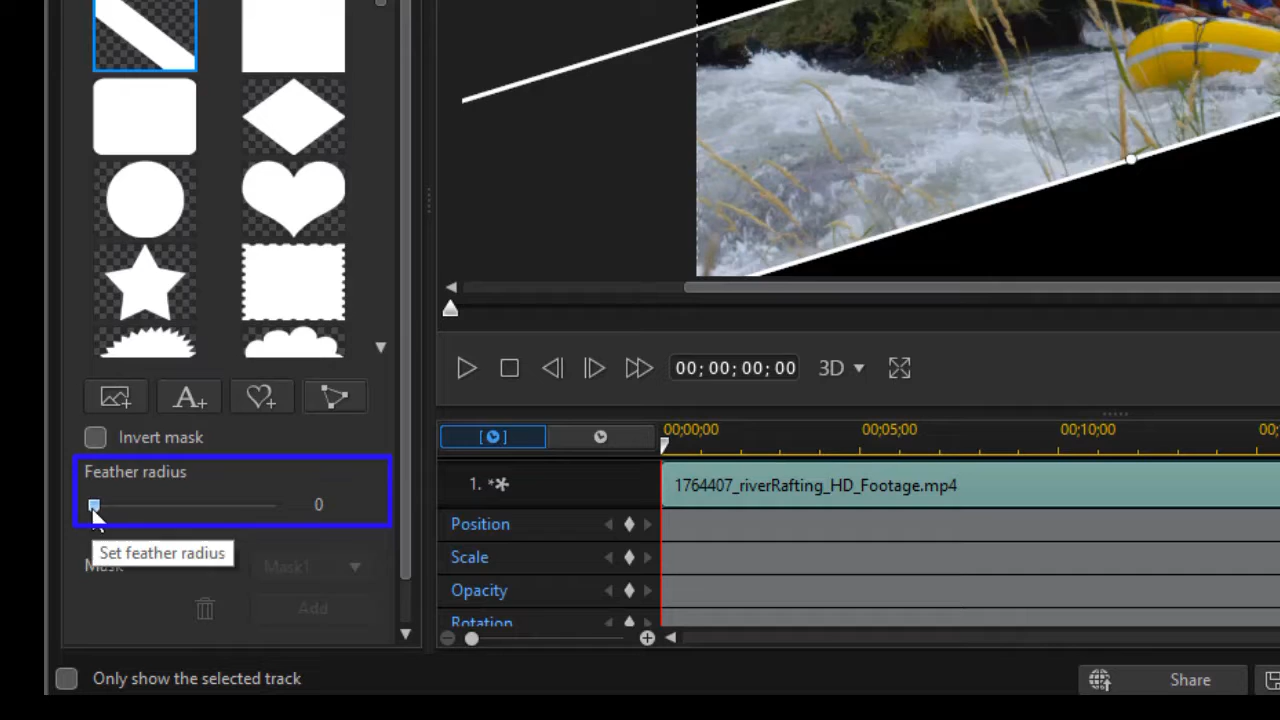 00;00;00;00
3D
Invert mask
00;00;00
00;05;00
00;10;00
00;
Feather radius
0
1.
1764407_riverRafting_HD_Footage.mp4
Position
Set feather radius
Scale
Mask
Mask1
Opacity
Add
Rotation
Only show the selected track
Share